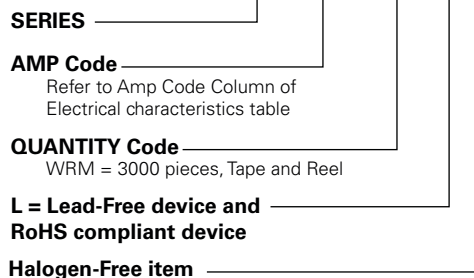 SERIES
AMP Code
Refer to Amp Code Column of
Electrical characteristics table
QUANTITY Code
WRM = 3000 pieces, Tape and Reel
L = Lead-Free device and
RoHS compliant device
Halogen-Free item